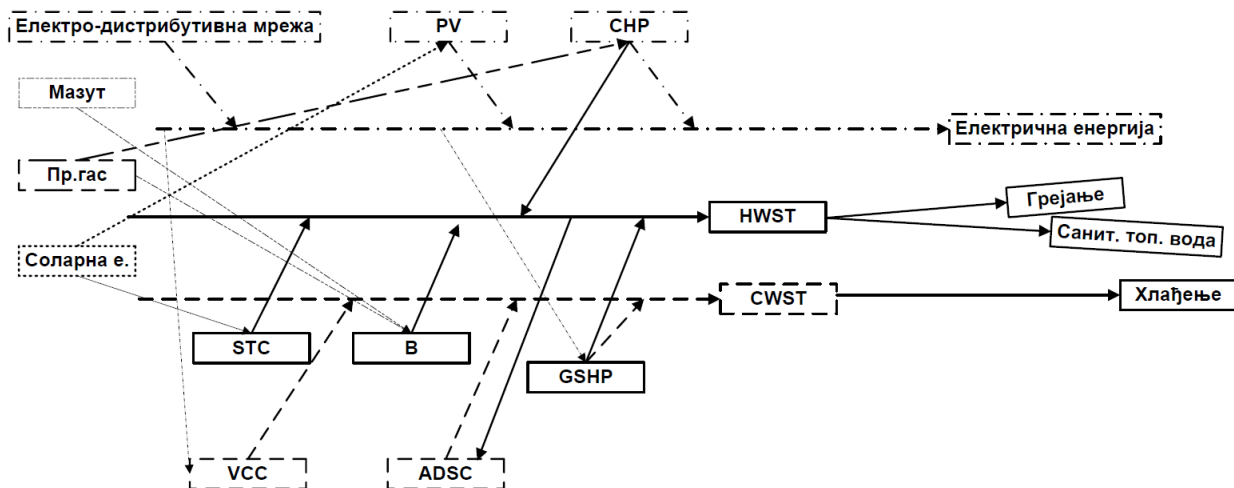 Електро-дистрибутивна мрежа
PV
CHP
Мазут
Електрична енергија
Пр.гас
Грејање
HWST
Санит. топ. вода
Соларна е.
CWST
Хлађење
STC
B
GSHP
VCC
ADSC